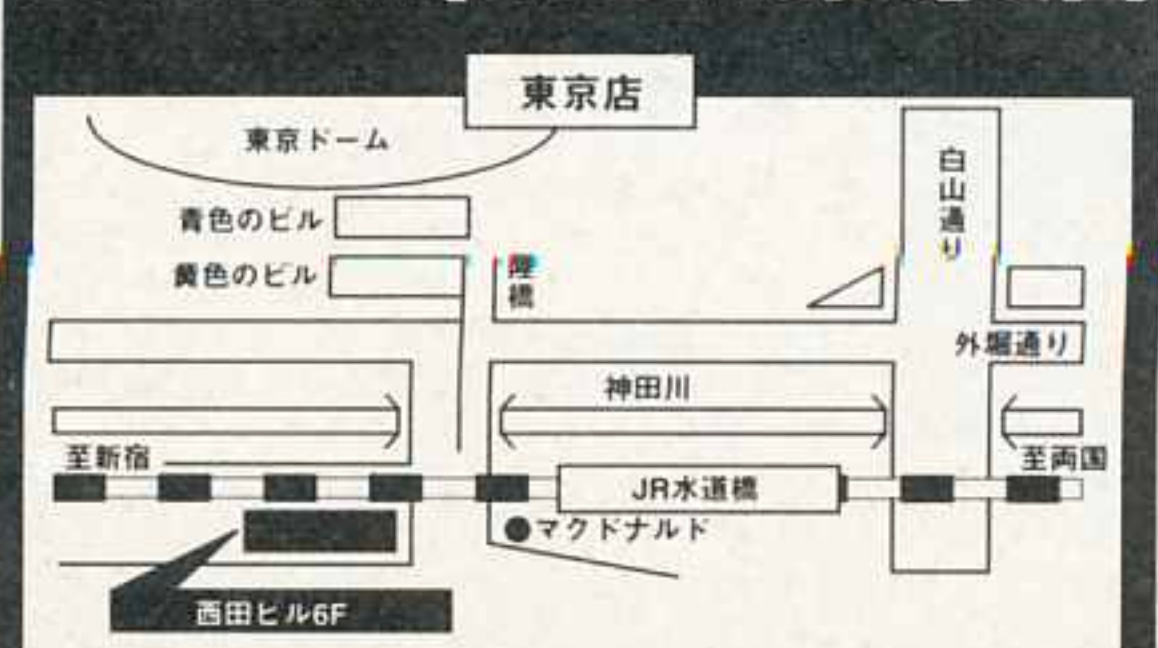 東京店
東京ドーム
白山通り
青色のビル
黄色のビル
陸橋
外堀通り
神田川
至新宿
至両国
JR水道橋
●マクドナルド
西田ビル6F